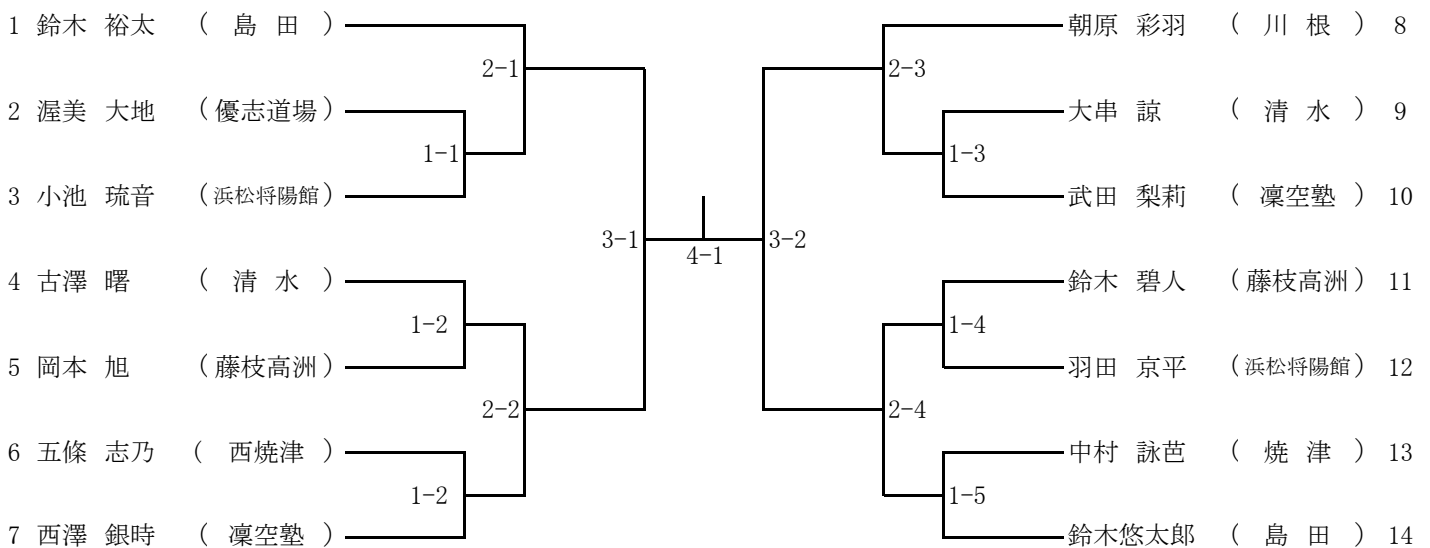 1 鈴木 裕太 ( 島 田 )
2-1
2 渥美 大地 (優志道場)
1-1
3 小池 琉音 (浜松将陽館)
3-1
4 古澤 曙 ( 清 水 )
1-2
5 岡本 旭 (藤枝高洲)
2-2
6 五條 志乃 ( 西焼津 )
1-2
7 西澤 銀時 ( 凜空塾 )
4-1
朝原 彩羽 ( 川 根 ) 8
2-3
大串 諒 ( 清 水 ) 9
1-3
武田 梨莉 ( 凜空塾 ) 10
3-2
鈴木 碧人 (藤枝高洲) 11
1-4
羽田 京平 (浜松将陽館) 12
2-4
中村 詠芭 ( 焼 津 ) 13
1-5
鈴木悠太郎 ( 島 田 ) 14